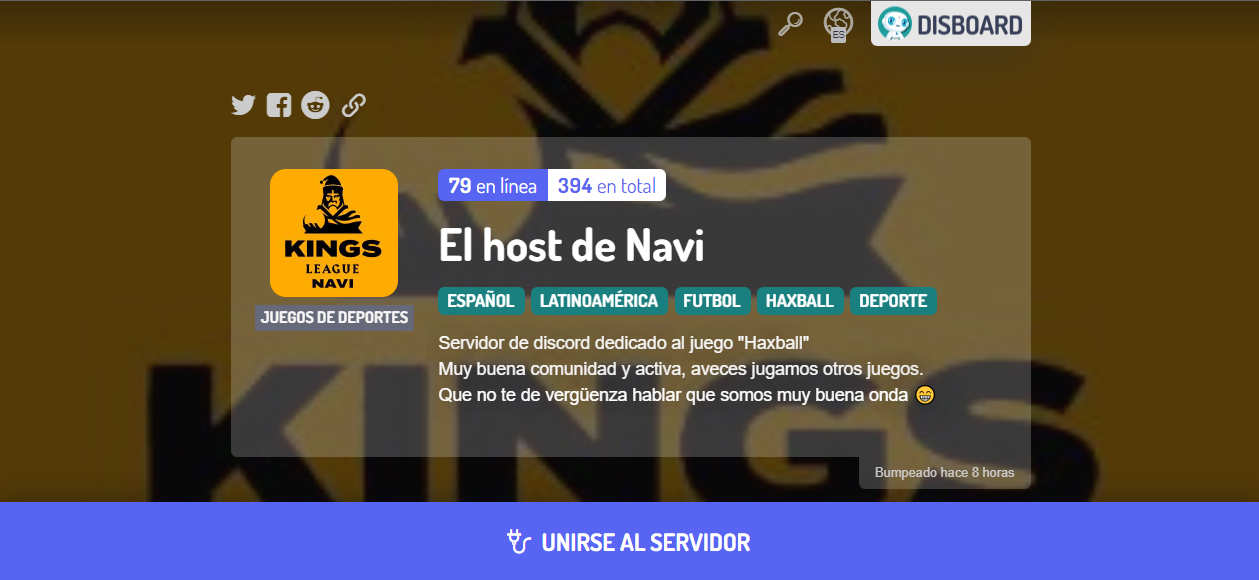 ES
DISBOARD
79 en línea 394 en total
KINGS
LEAGUE
NAVI
El host de Navi
ESPAÑOL LATINOAMÉRICA FUTBOL HAXBALL DEPORTE
JUEGOS DE DEPORTES
Servidor de discord dedicado al juego "Haxball"
Muy buena comunidad y activa, aveces jugamos otros juegos.
Que no te de vergüenza hablar que somos muy buena onda 😁
KINGS
Bumpeado hace 8 horas
UNIRSE AL SERVIDOR